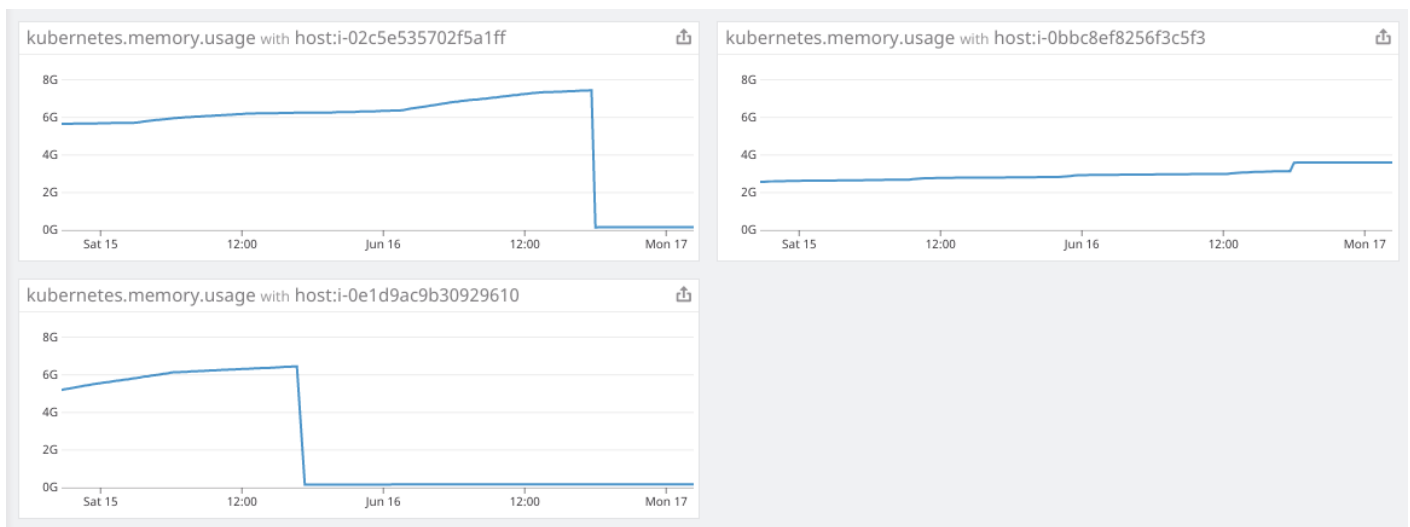 kubernetes.memory.usage with host:i-02c5e535702f5a1ff
8G
6G
4G
2G
0G
Sat 15 12:00 Jun 16 12:00 Mon 17
kubernetes.memory.usage with host:i-0bbc8ef8256f3c5f3
8G
6G
4G
2G
0G
Sat 15 12:00 Jun 16 12:00 Mon 17
kubernetes.memory.usage with host:i-0e1d9ac9b30929610
8G
6G
4G
2G
0G
Sat 15 12:00 Jun 16 12:00 Mon 17